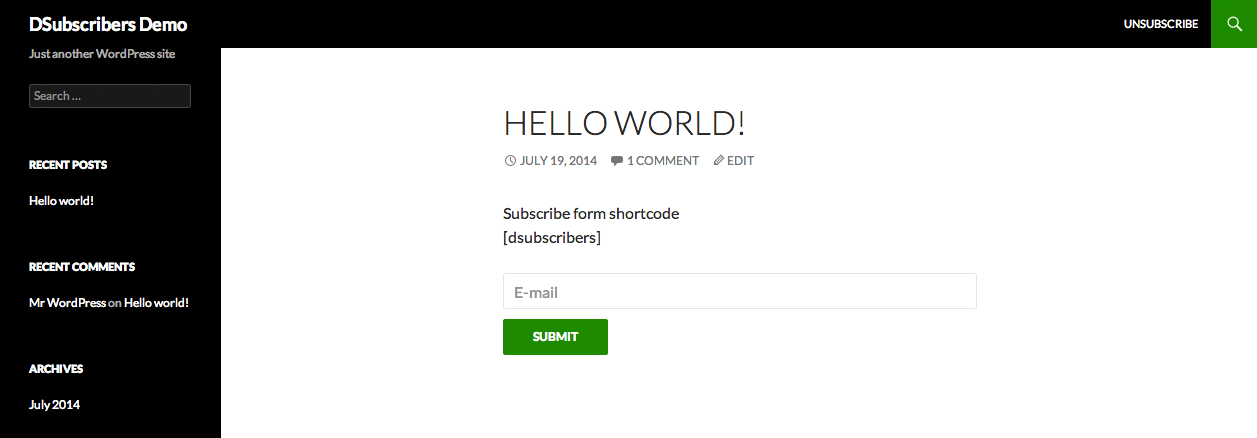 DSubscribers Demo
UNSUBSCRIBE
Just another WordPress site
Search ...
RECENT POSTS
Hello world!
RECENT COMMENTS
Mr WordPress on Hello world!
ARCHIVES
July 2014
HELLO WORLD!
JULY 19, 2014 1 COMMENT EDIT
Subscribe form shortcode
[dsubscribers]
E-mail
SUBMIT